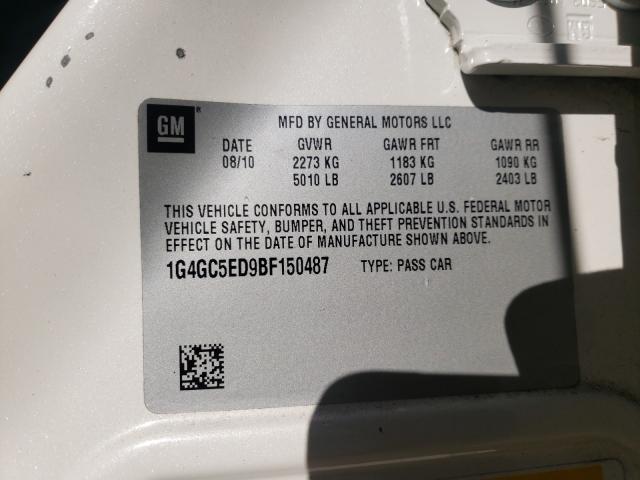 GM ®
MFD BY GENERAL MOTORS LLC
DATE GVWR GAWR FRT GAWR RR
08/10 2273 KG 1183 KG 1090 KG
5010 LB 2607 LB 2403 LB
THIS VEHICLE CONFORMS TO ALL APPLICABLE U.S. FEDERAL MOTOR
VEHICLE SAFETY, BUMPER, AND THEFT PREVENTION STANDARDS IN
EFFECT ON THE DATE OF MANUFACTURE SHOWN ABOVE.
1G4GC5ED9BF150487 TYPE: PASS CAR